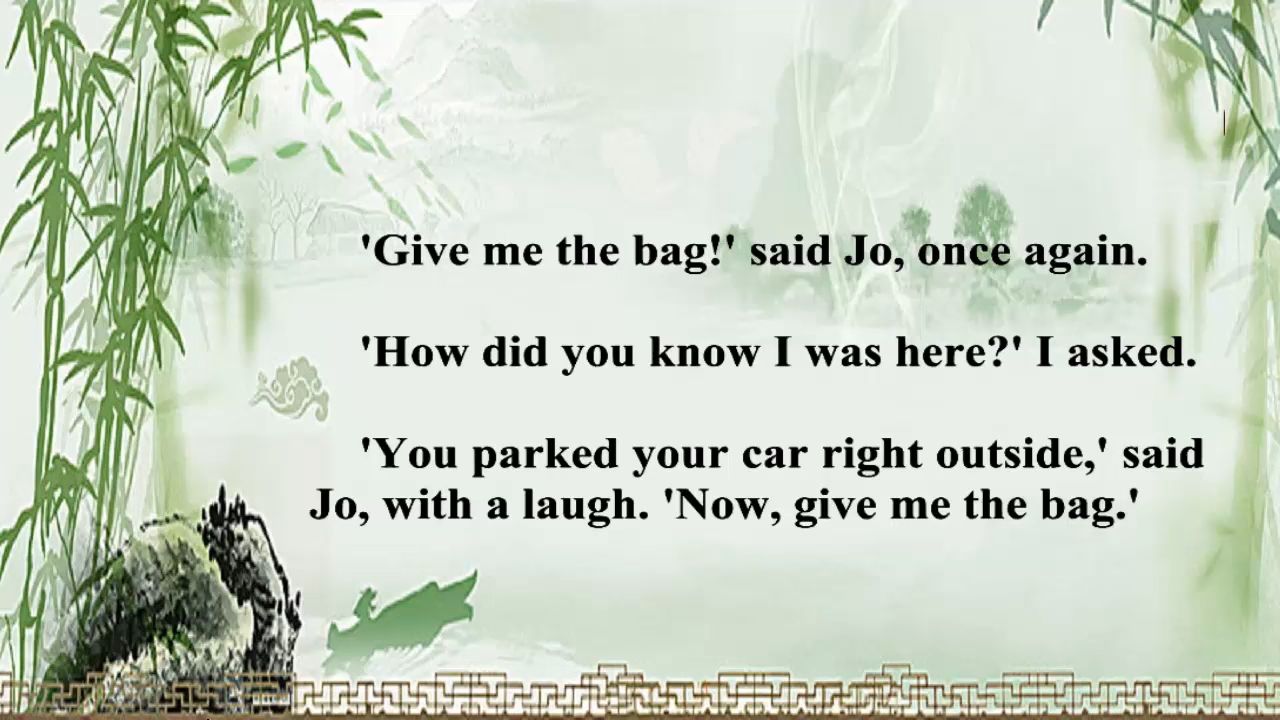 'Give me the bag!' said Jo, once again.
'How did you know I was here?' I asked.
'You parked your car right outside,' said
Jo, with a laugh. 'Now, give me the bag.'